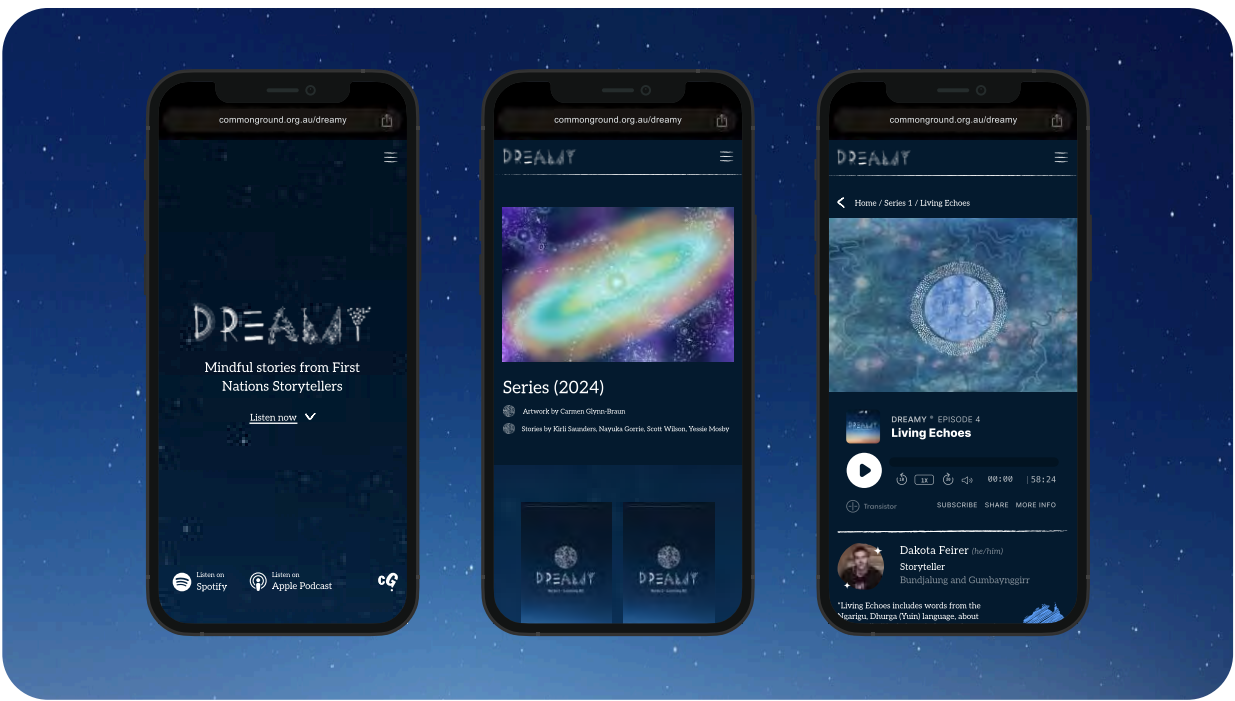 commonground.org.au/dreamy
DREAMY
Mindful stories from First
Nations Storytellers
Listen now
Listen on
Spotify
Listen on
Apple Podcast
cG
commonground.org.au/dreamy
DREAMY
Series (2024)
Artwork by Carmen Glynn-Braun
Stories by Kirli Saunders, Nayuka Gorrie, Scott Wilson, Yessie Mosby
DREAMY
DREAMY
commonground.org.au/dreamy
DREAMY
Home / Series 1 / Living Echoes
DREAMY
DREAMY EPISODE 4
Living Echoes
1X
00:00 | 58:24
Transistor
SUBSCRIBE SHARE MORE INFO
Dakota Feirer (he/him)
Storyteller
Bundjalung and Gumbaynggirr
"Living Echoes includes words from the
Ngarigu, Dhurga (Yuin) language, about